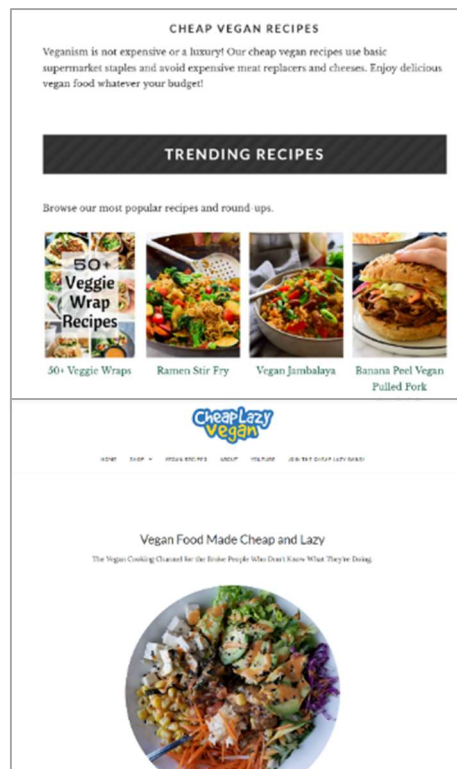 CHEAP VEGAN RECIPES
Veganism is not expensive or a luxury! Our cheap vegan recipes use basic
supermarket staples and avoid expensive meat replacers and cheeses. Enjoy delicious
vegan food whatever your budget!
TRENDING RECIPES
Browse our most popular recipes and round-ups.
50+
Veggie
Wrap
Recipes
50+ Veggie Wraps
Ramen Stir Fry
Vegan Jambalaya
Banana Peel Vegan
Pulled Pork
CheapLazy
Vegan
HOME SHOP VEGAN RECIPES ABOUT YOUTUBE JOIN THE CHEAP LAZY GANG!
Vegan Food Made Cheap and Lazy
The Vegan Cooking Channel for the Broke People Who Don't Know What They're Doing.